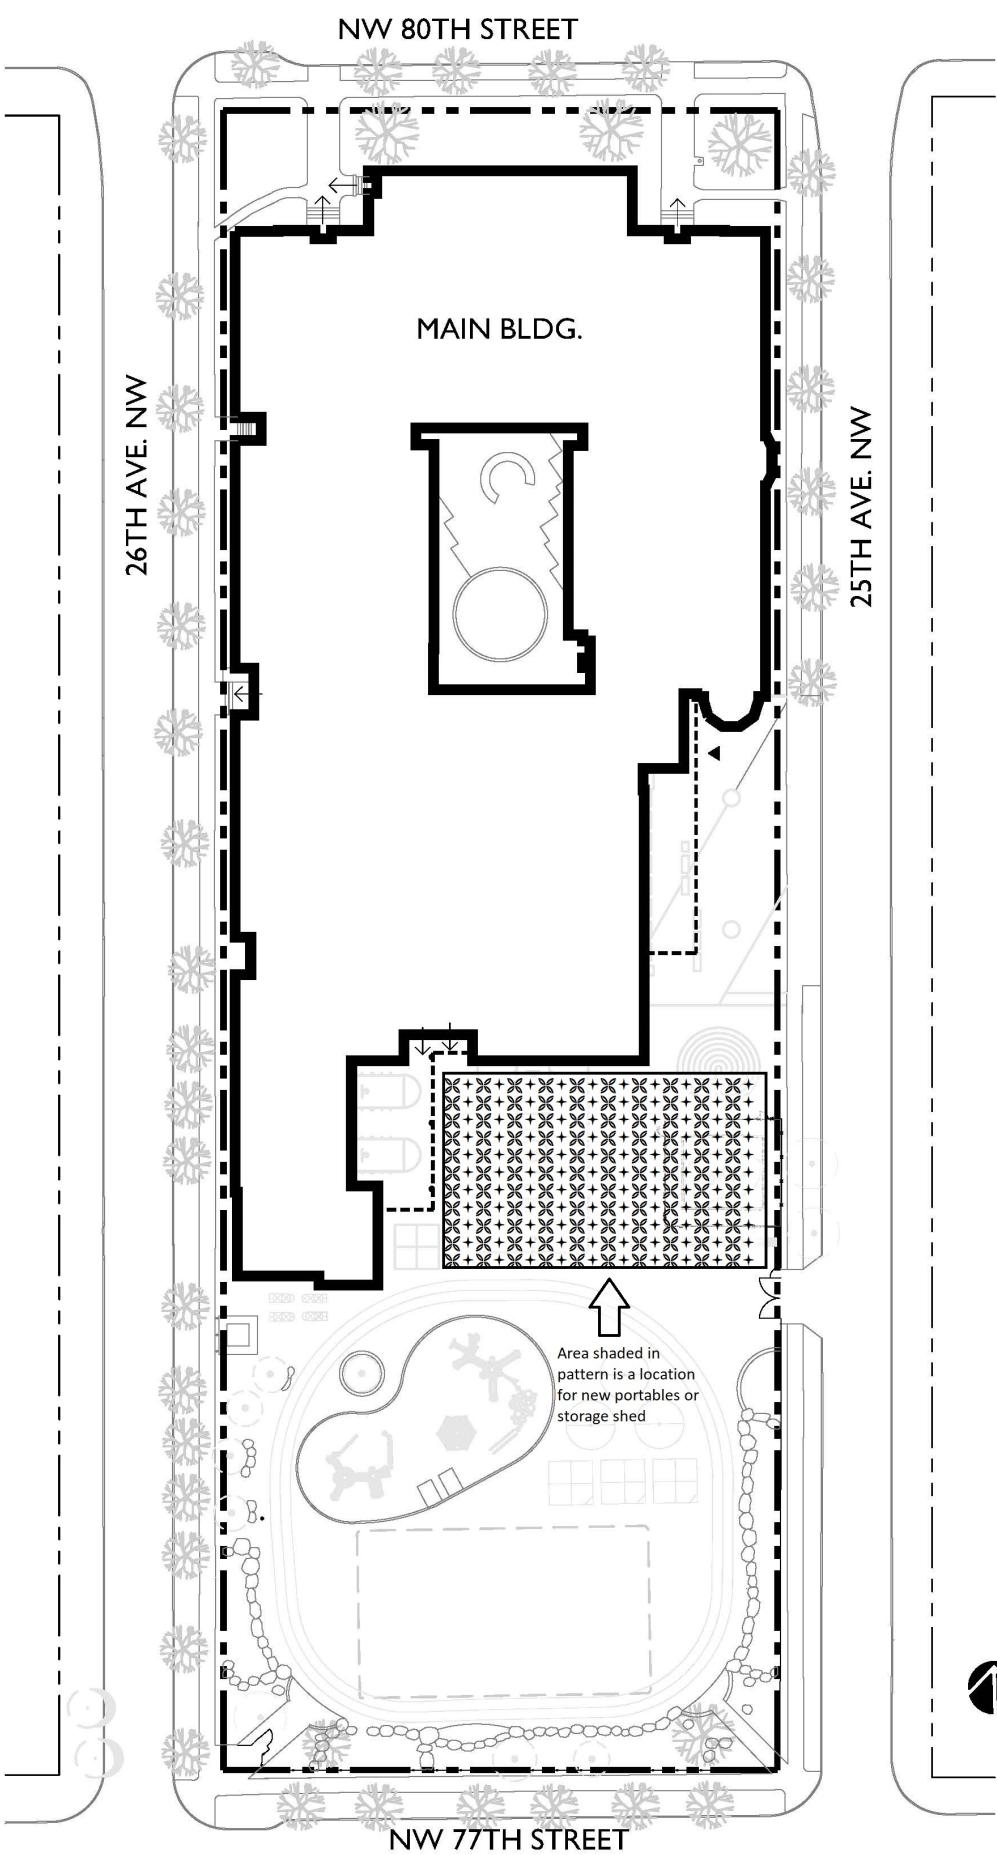 NW 80TH STREET
MAIN BLDG.
26TH AVE. NW
25TH AVE. NW
Area shaded in
pattern is a location
for new portables or
storage shed
NW 77TH STREET